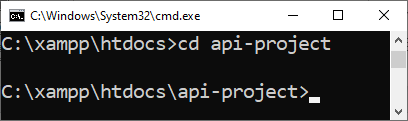 C:\Windows\System32\cmd.exe
C:\xampp\htdocs>cd api-project
C:\xampp\htdocs\api-project>_